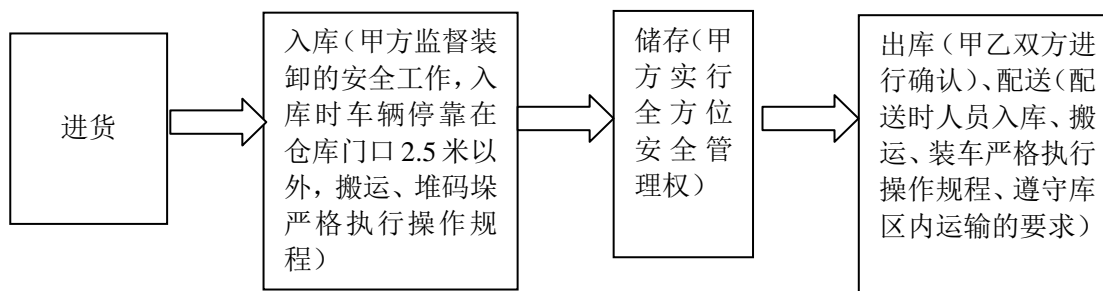 进货
入库（甲方监督装
卸的安全工作，入
库时车辆停靠在
仓库门口 2.5 米以
外，搬运、堆码垛
严格执行操作规
程）
储存（甲
方实行
全方位
安全管
理权）
出库（甲乙双方进
行确认）、配送（配
送时人员入库、搬
运、装车严格执行
操作规程、遵守库
区内运输的要求）